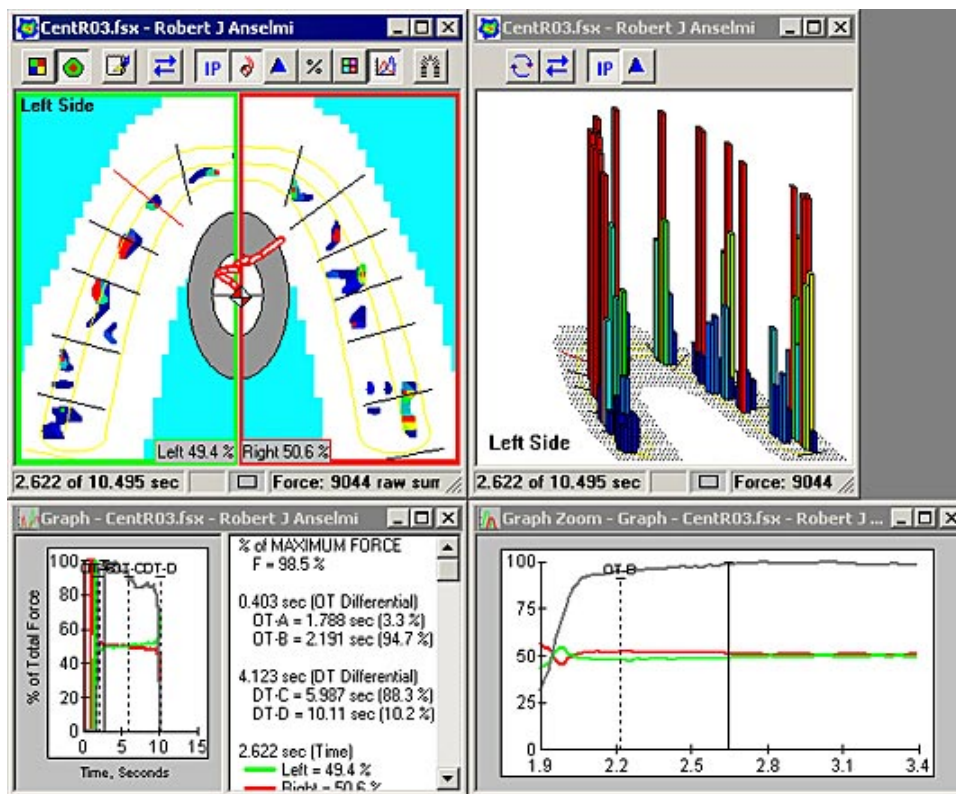 CentR03.fsx - Robert J Anselmi
IP %
Left Side
Left 49.4 % Right 50.6 %
2.622 of 10.495 sec Force: 9044 raw sum
CentR03.fsx - Robert J Anselmi
IP
Left Side
2.622 of 10.495 sec Force: 9044
Graph - CentR03.fsx - Robert J Anselmi
% of Total Force
100
80
60
40
20
0
0 5 10 15
Time, Seconds
DT-D
% of MAXIMUM FORCE
F = 98.5 %
0.403 sec (OT Differential)
OT-A = 1.788 sec (3.3 %)
OT-B = 2.191 sec (94.7 %)
4.123 sec (DT Differential)
DT-C = 5.987 sec (88.3 %)
DT-D = 10.11 sec (10.2 %)
2.622 sec (Time)
Left = 49.4 %
Right = 50.6 %
Graph Zoom - Graph - CentR03.fsx - Robert J ...
100
75
50
25
0
OT-B
1.9 2.2 2.5 2.8 3.1 3.4